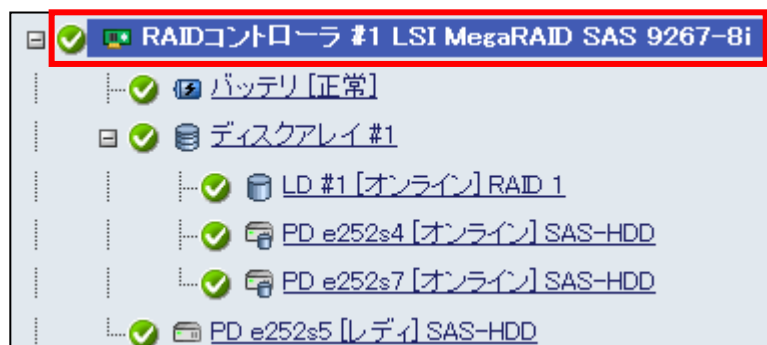 RAIDコントローラ #1 LSI MegaRAID SAS 9267-8i
バッテリ [正常]
ディスクアレイ #1
LD #1 [オンライン] RAID 1
PD e252s4 [オンライン] SAS-HDD
PD e252s7 [オンライン] SAS-HDD
PD e252s5 [レディ] SAS-HDD